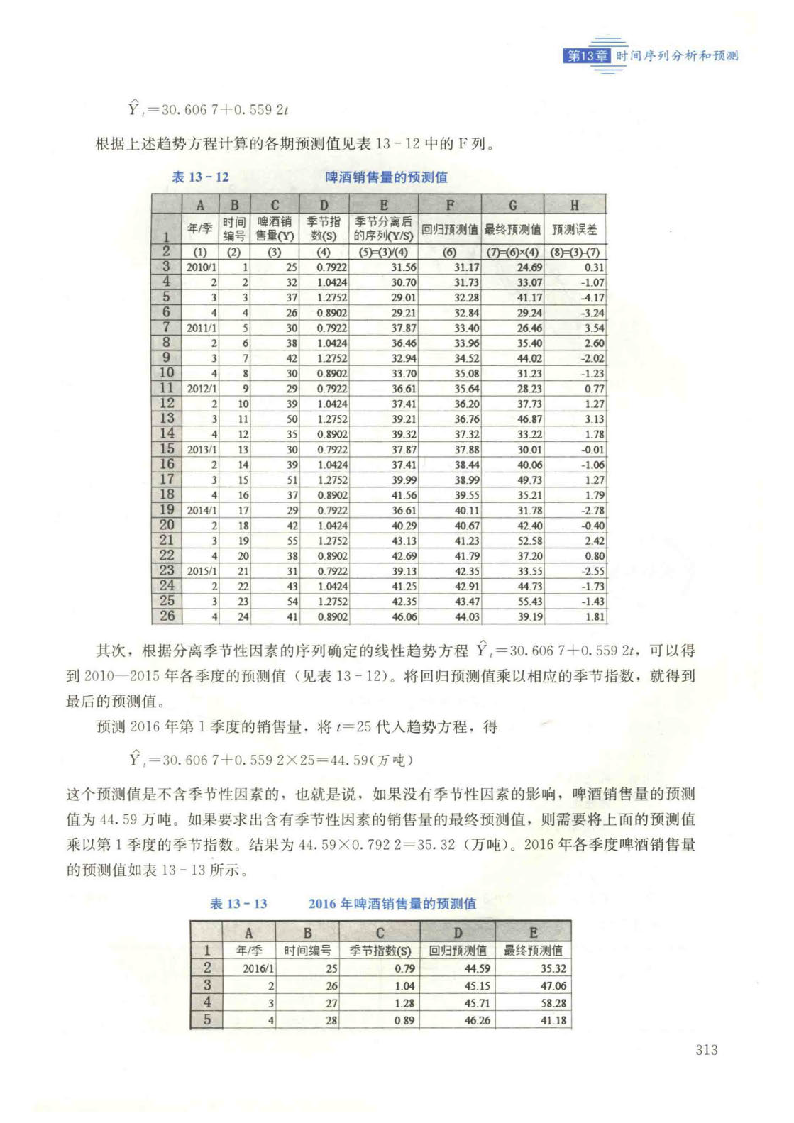 第13章 时间序列分析和预测
Ŷt=30.606 7+0.559 2t
根据上述趋势方程计算的各期预测值见表 13-12 中的 F 列。
表 13-12 啤酒销售量的预测值
A B C D E F G H
1 年/季 时间编号 啤酒销售量(Y) 季节指数(S) 季节分离后的序列(Y/S) 回归预测值 最终预测值 预测误差
2 (1) (2) (3) (4) (5)=(3)/(4) (6) (7)=(6)×(4) (8)=(3)-(7)
3 2010/1 1 25 0.7922 31.56 31.17 24.69 0.31
4 2 2 32 1.0424 30.70 31.73 33.07 -1.07
5 3 3 37 1.2752 29.01 32.28 41.17 -4.17
6 4 4 26 0.8902 29.21 32.84 29.24 -3.24
7 2011/1 5 30 0.7922 37.87 33.40 26.46 3.54
8 2 6 38 1.0424 36.46 33.96 35.40 2.60
9 3 7 42 1.2752 32.94 34.52 44.02 -2.02
10 4 8 30 0.8902 33.70 35.08 31.23 -1.23
11 2012/1 9 29 0.7922 36.61 35.64 28.23 0.77
12 2 10 39 1.0424 37.41 36.20 37.73 1.27
13 3 11 50 1.2752 39.21 36.76 46.87 3.13
14 4 12 35 0.8902 39.32 37.32 33.22 1.78
15 2013/1 13 30 0.7922 37.87 37.88 30.01 -0.01
16 2 14 39 1.0424 37.41 38.44 40.06 -1.06
17 3 15 51 1.2752 39.99 38.99 49.73 1.27
18 4 16 37 0.8902 41.56 39.55 35.21 1.79
19 2014/1 17 29 0.7922 36.61 40.11 31.78 -2.78
20 2 18 42 1.0424 40.29 40.67 42.40 -0.40
21 3 19 55 1.2752 43.13 41.23 52.58 2.42
22 4 20 38 0.8902 42.69 41.79 37.20 0.80
23 2015/1 21 31 0.7922 39.13 42.35 33.55 -2.55
24 2 22 43 1.0424 41.25 42.91 44.73 -1.73
25 3 23 54 1.2752 42.35 43.47 55.43 -1.43
26 4 24 41 0.8902 46.06 44.03 39.19 1.81
其次，根据分离季节性因素的序列确定的线性趋势方程 Ŷt=30.606 7+0.559 2t，可以得
到 2010—2015 年各季度的预测值（见表 13-12）。将回归预测值乘以相应的季节指数，就得到
最后的预测值。
预测 2016 年第 1 季度的销售量，将 t=25 代入趋势方程，得
Ŷt=30.606 7+0.559 2×25=44.59(万吨)
这个预测值是不含季节性因素的，也就是说，如果没有季节性因素的影响，啤酒销售量的预测
值为 44.59 万吨。如果要求出含有季节性因素的销售量的最终预测值，则需要将上面的预测值
乘以第 1 季度的季节指数。结果为 44.59×0.792 2=35.32（万吨）。2016 年各季度啤酒销售量
的预测值如表 13-13 所示。
表 13-13 2016 年啤酒销售量的预测值
A B C D E
1 年/季 时间编号 季节指数(S) 回归预测值 最终预测值
2 2016/1 25 0.79 44.59 35.32
3 2 26 1.04 45.15 47.06
4 3 27 1.28 45.71 58.28
5 4 28 0.89 46.26 41.18
313